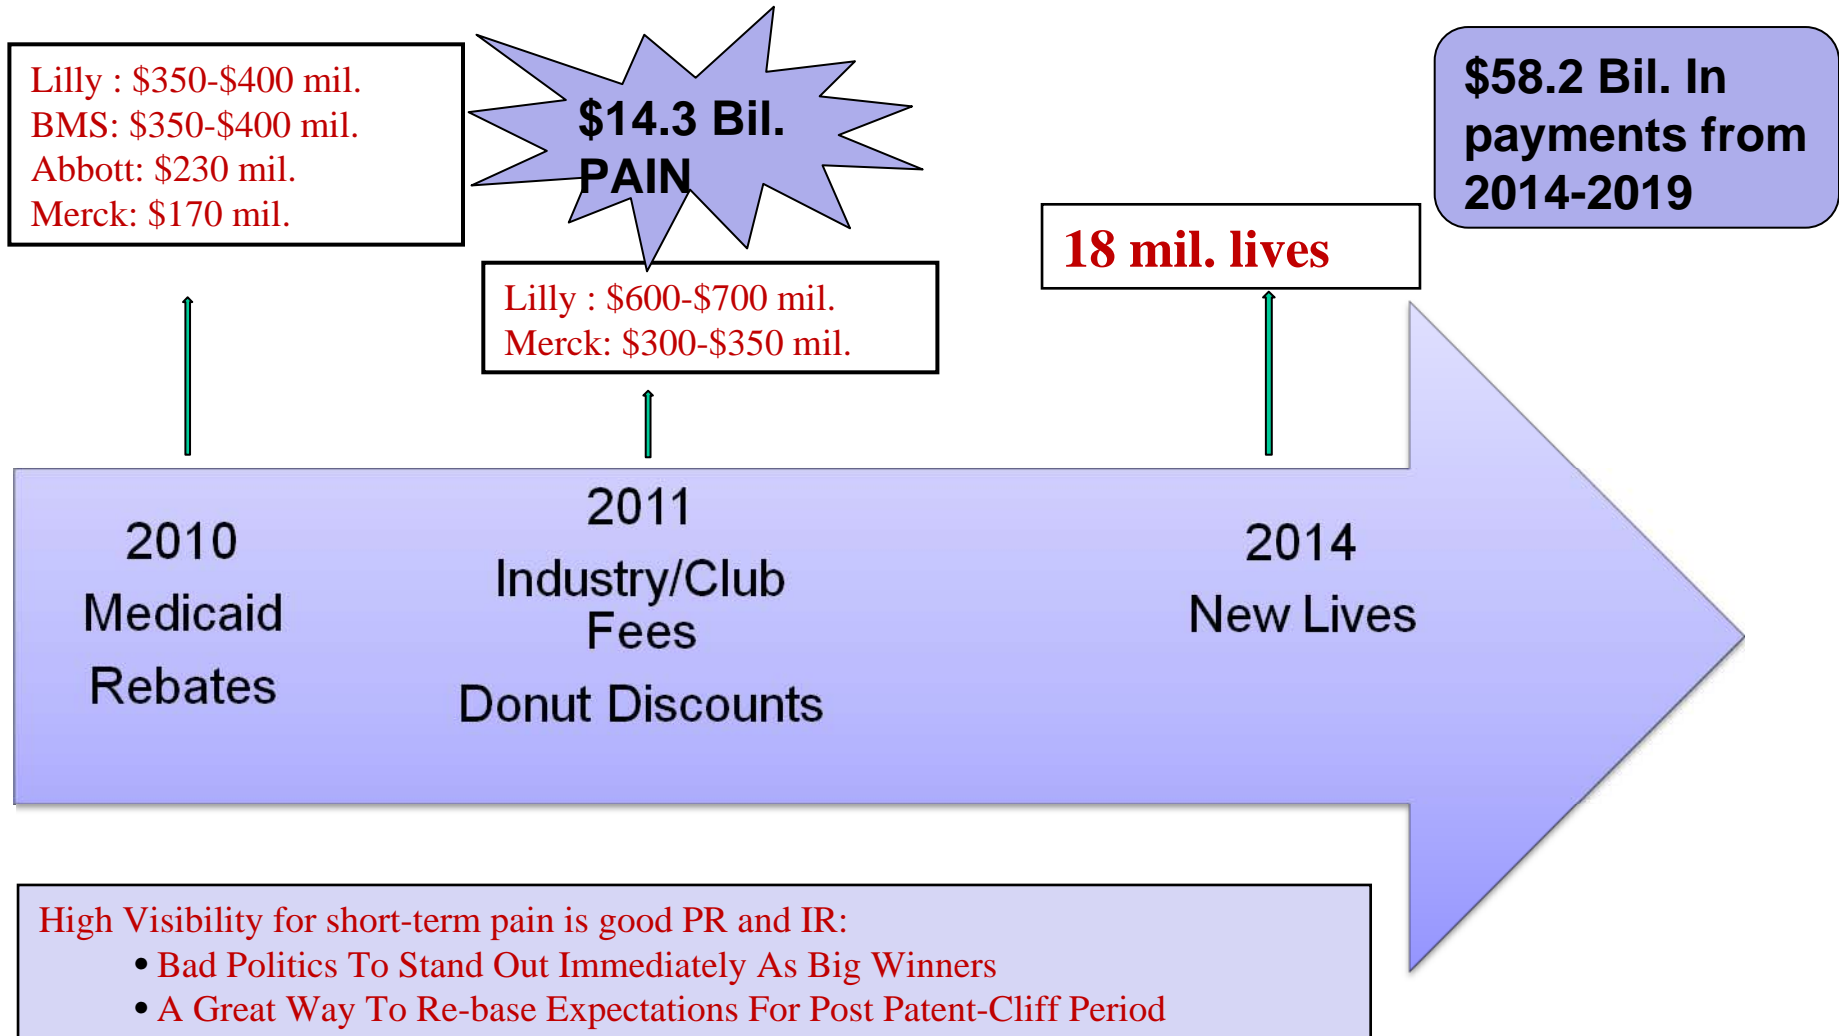 Lilly : $350-$400 mil.
BMS: $350-$400 mil.
Abbott: $230 mil.
Merck: $170 mil.
$14.3 Bil.
PAIN
$58.2 Bil. In
payments from
2014-2019
18 mil. lives
Lilly : $600-$700 mil.
Merck: $300-$350 mil.
2010
Medicaid
Rebates
2011
Industry/Club
Fees
Donut Discounts
2014
New Lives
High Visibility for short-term pain is good PR and IR:
• Bad Politics To Stand Out Immediately As Big Winners
• A Great Way To Re-base Expectations For Post Patent-Cliff Period